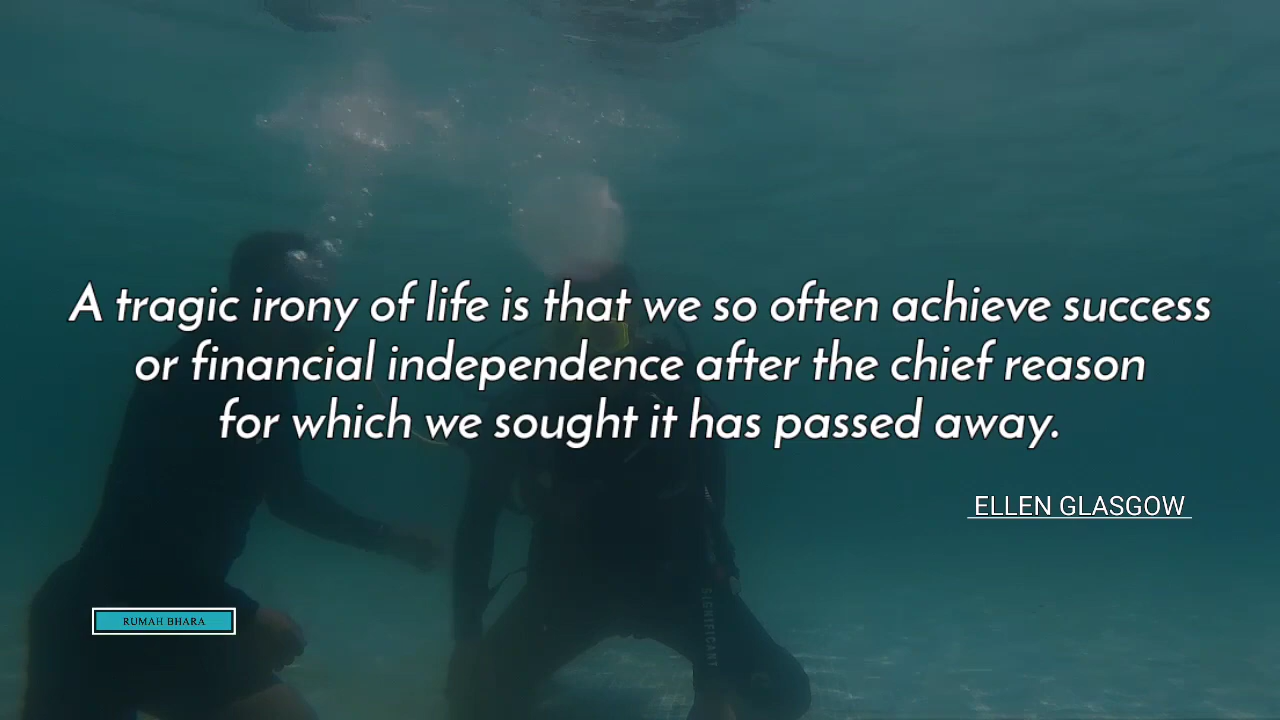 A tragic irony of life is that we so often achieve success
or financial independence after the chief reason
for which we sought it has passed away.
ELLEN GLASGOW
SIGNIFICANT
RUMAH BHARA